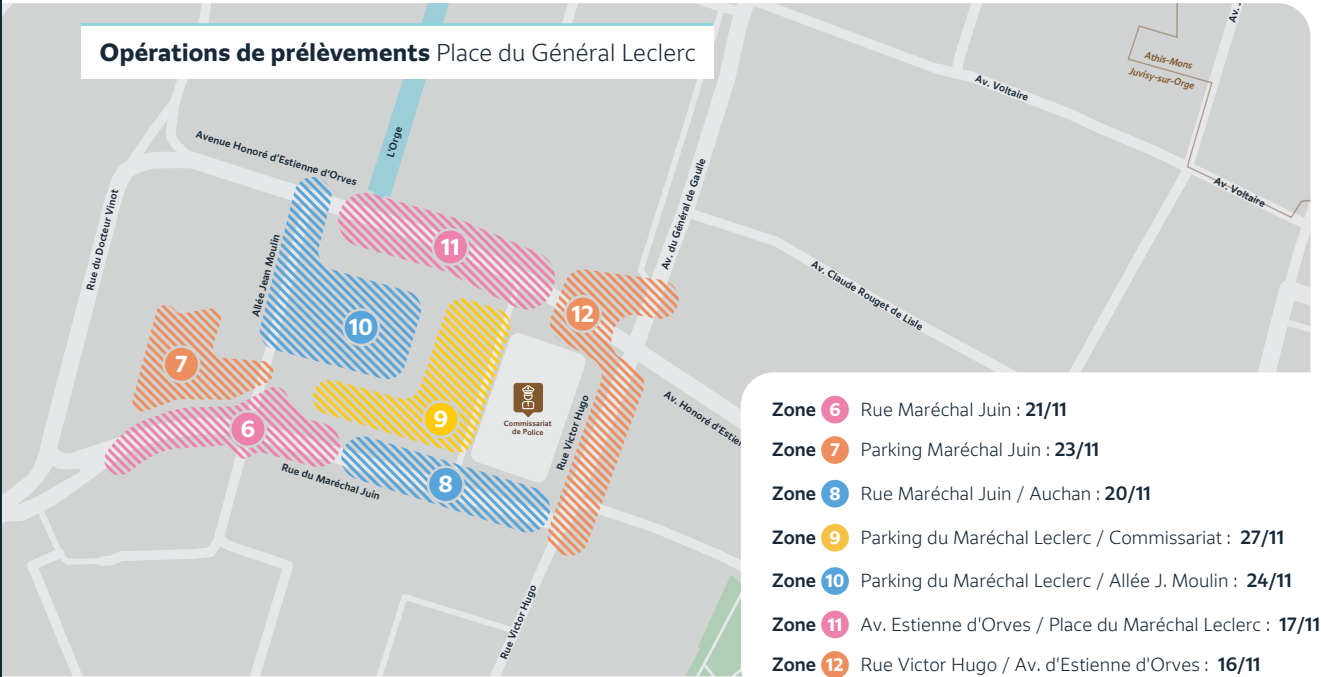 Opérations de prélèvements Place du Général Leclerc
Av.
Athis-Mons
Juvisy-sur-Orge
Av. Voltaire
Av. Voltaire
L'Orge
Avenue Honoré d'Estienne d'Orves
Rue du Docteur Vinot
Allée Jean Moulin
Av. du Général de Gaulle
Av. Claude Rouget de Lisle
11
12
10
7
9
6
8
Commissariat
de Police
Rue Victor Hugo
Av. Honoré d'Estien
Rue du Maréchal Juin
Rue Victor Hugo
Zone 6 Rue Maréchal Juin : 21/11
Zone 7 Parking Maréchal Juin : 23/11
Zone 8 Rue Maréchal Juin / Auchan : 20/11
Zone 9 Parking du Maréchal Leclerc / Commissariat : 27/11
Zone 10 Parking du Maréchal Leclerc / Allée J. Moulin : 24/11
Zone 11 Av. Estienne d'Orves / Place du Maréchal Leclerc : 17/11
Zone 12 Rue Victor Hugo / Av. d'Estienne d'Orves : 16/11